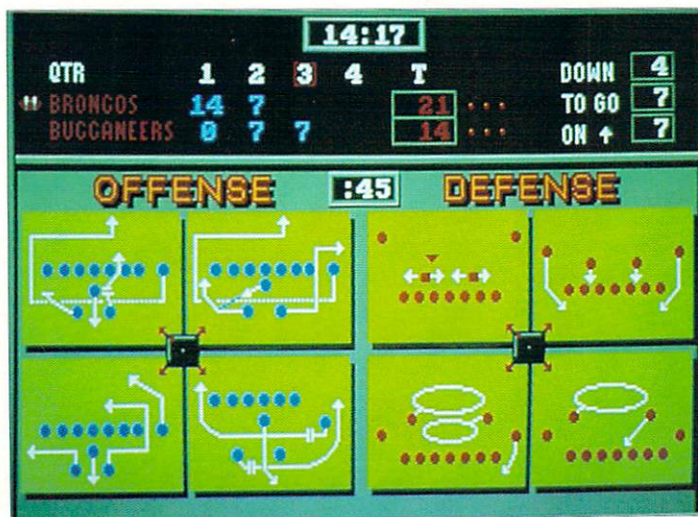 14:17
QTR 1 2 3 4 T DOWN 4
BRONCOS 14 7 21 TO GO 7
BUCCANEERS 0 7 7 14 ON ↑ 7
OFFENSE :45 DEFENSE